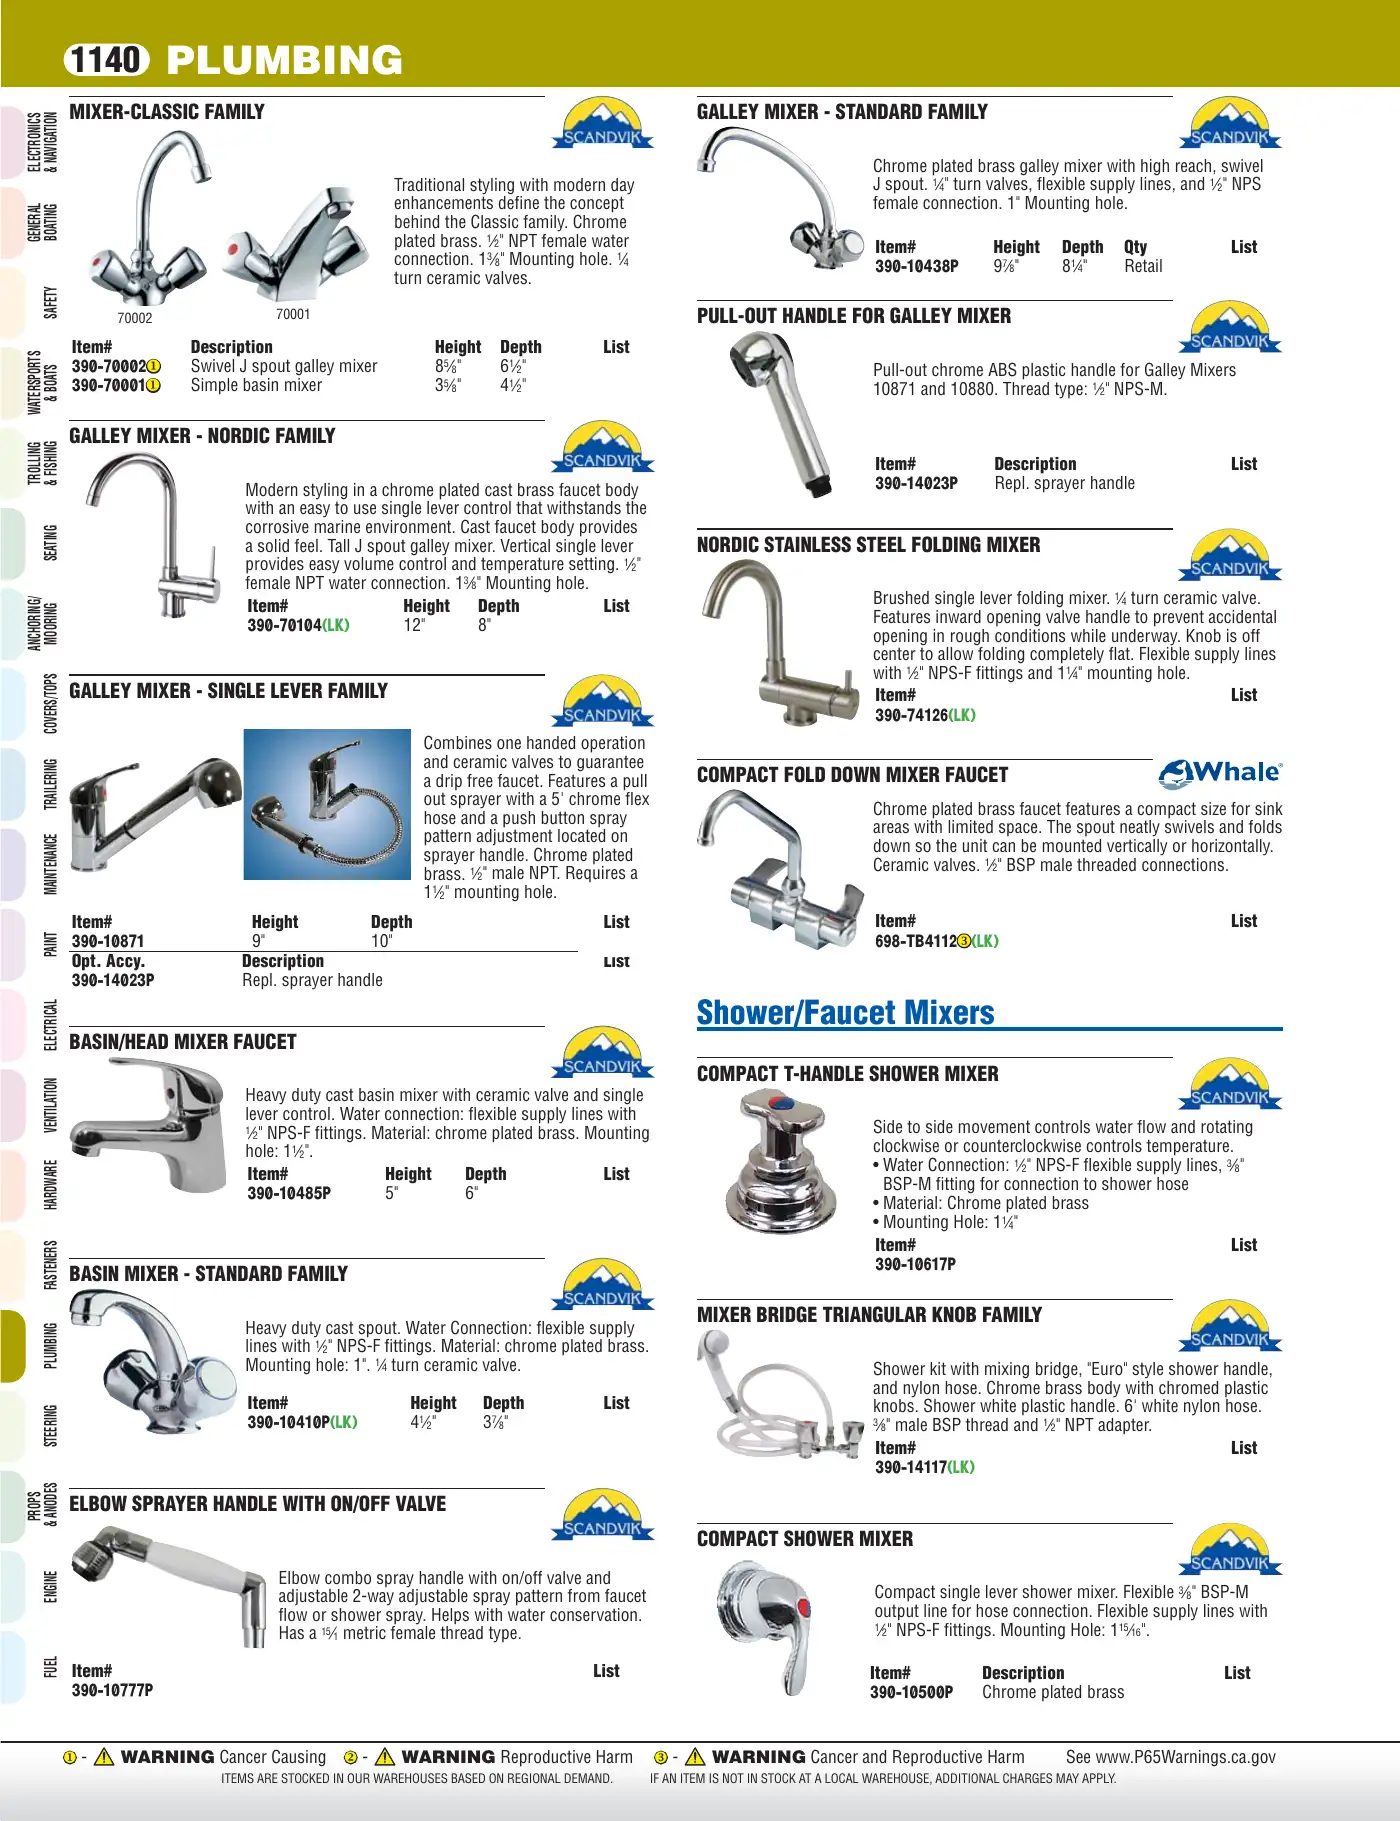 1140 PLUMBING
ELECTRONICS
& NAVIGATION
GENERAL
BOATING
SAFETY
WATERSPORTS
& BOATS
TROLLING
& FISHING
SEATING
ANCHORING/
MOORING
COVERS/TOPS
TRAILERING
MAINTENANCE
PAINT
ELECTRICAL
VENTILATION
HARDWARE
FASTENERS
PLUMBING
STEERING
PROPS
& ANODES
ENGINE
FUEL
MIXER-CLASSIC FAMILY
SCANDVIK
Traditional styling with modern day
enhancements define the concept
behind the Classic family. Chrome
plated brass. ½" NPT female water
connection. 1⅜" Mounting hole. ¼
turn ceramic valves.
70002
70001
Item# Description Height Depth List
390-70002① Swivel J spout galley mixer 8⅝" 6½"
390-70001① Simple basin mixer 3⅝" 4½"
GALLEY MIXER - NORDIC FAMILY
SCANDVIK
Modern styling in a chrome plated cast brass faucet body
with an easy to use single lever control that withstands the
corrosive marine environment. Cast faucet body provides
a solid feel. Tall J spout galley mixer. Vertical single lever
provides easy volume control and temperature setting. ½"
female NPT water connection. 1⅜" Mounting hole.
Item# Height Depth List
390-70104(LK) 12" 8"
GALLEY MIXER - SINGLE LEVER FAMILY
SCANDVIK
Combines one handed operation
and ceramic valves to guarantee
a drip free faucet. Features a pull
out sprayer with a 5' chrome flex
hose and a push button spray
pattern adjustment located on
sprayer handle. Chrome plated
brass. ½" male NPT. Requires a
1½" mounting hole.
Item# Height Depth List
390-10871 9" 10"
Opt. Accy. Description List
390-14023P Repl. sprayer handle
BASIN/HEAD MIXER FAUCET
SCANDVIK
Heavy duty cast basin mixer with ceramic valve and single
lever control. Water connection: flexible supply lines with
½" NPS-F fittings. Material: chrome plated brass. Mounting
hole: 1½".
Item# Height Depth List
390-10485P 5" 6"
BASIN MIXER - STANDARD FAMILY
SCANDVIK
Heavy duty cast spout. Water Connection: flexible supply
lines with ½" NPS-F fittings. Material: chrome plated brass.
Mounting hole: 1". ¼ turn ceramic valve.
Item# Height Depth List
390-10410P(LK) 4½" 3⅞"
ELBOW SPRAYER HANDLE WITH ON/OFF VALVE
SCANDVIK
Elbow combo spray handle with on/off valve and
adjustable 2-way adjustable spray pattern from faucet
flow or shower spray. Helps with water conservation.
Has a 15⁄1 metric female thread type.
Item# List
390-10777P
GALLEY MIXER - STANDARD FAMILY
SCANDVIK
Chrome plated brass galley mixer with high reach, swivel
J spout. ¼" turn valves, flexible supply lines, and ½" NPS
female connection. 1" Mounting hole.
Item# Height Depth Qty List
390-10438P 9⅞" 8¼" Retail
PULL-OUT HANDLE FOR GALLEY MIXER
SCANDVIK
Pull-out chrome ABS plastic handle for Galley Mixers
10871 and 10880. Thread type: ½" NPS-M.
Item# Description List
390-14023P Repl. sprayer handle
NORDIC STAINLESS STEEL FOLDING MIXER
SCANDVIK
Brushed single lever folding mixer. ¼ turn ceramic valve.
Features inward opening valve handle to prevent accidental
opening in rough conditions while underway. Knob is off
center to allow folding completely flat. Flexible supply lines
with ½" NPS-F fittings and 1¼" mounting hole.
Item# List
390-74126(LK)
COMPACT FOLD DOWN MIXER FAUCET
Whale®
Chrome plated brass faucet features a compact size for sink
areas with limited space. The spout neatly swivels and folds
down so the unit can be mounted vertically or horizontally.
Ceramic valves. ½" BSP male threaded connections.
Item# List
698-TB4112③(LK)
Shower/Faucet Mixers
COMPACT T-HANDLE SHOWER MIXER
SCANDVIK
Side to side movement controls water flow and rotating
clockwise or counterclockwise controls temperature.
• Water Connection: ½" NPS-F flexible supply lines, ⅜"
BSP-M fitting for connection to shower hose
• Material: Chrome plated brass
• Mounting Hole: 1¼"
Item# List
390-10617P
MIXER BRIDGE TRIANGULAR KNOB FAMILY
SCANDVIK
Shower kit with mixing bridge, "Euro" style shower handle,
and nylon hose. Chrome brass body with chromed plastic
knobs. Shower white plastic handle. 6' white nylon hose.
⅜" male BSP thread and ½" NPT adapter.
Item# List
390-14117(LK)
COMPACT SHOWER MIXER
SCANDVIK
Compact single lever shower mixer. Flexible ⅜" BSP-M
output line for hose connection. Flexible supply lines with
½" NPS-F fittings. Mounting Hole: 1 15⁄16".
Item# Description List
390-10500P Chrome plated brass
① - ⚠ WARNING Cancer Causing ② - ⚠ WARNING Reproductive Harm ③ - ⚠ WARNING Cancer and Reproductive Harm See www.P65Warnings.ca.gov
ITEMS ARE STOCKED IN OUR WAREHOUSES BASED ON REGIONAL DEMAND. IF AN ITEM IS NOT IN STOCK AT A LOCAL WAREHOUSE, ADDITIONAL CHARGES MAY APPLY.